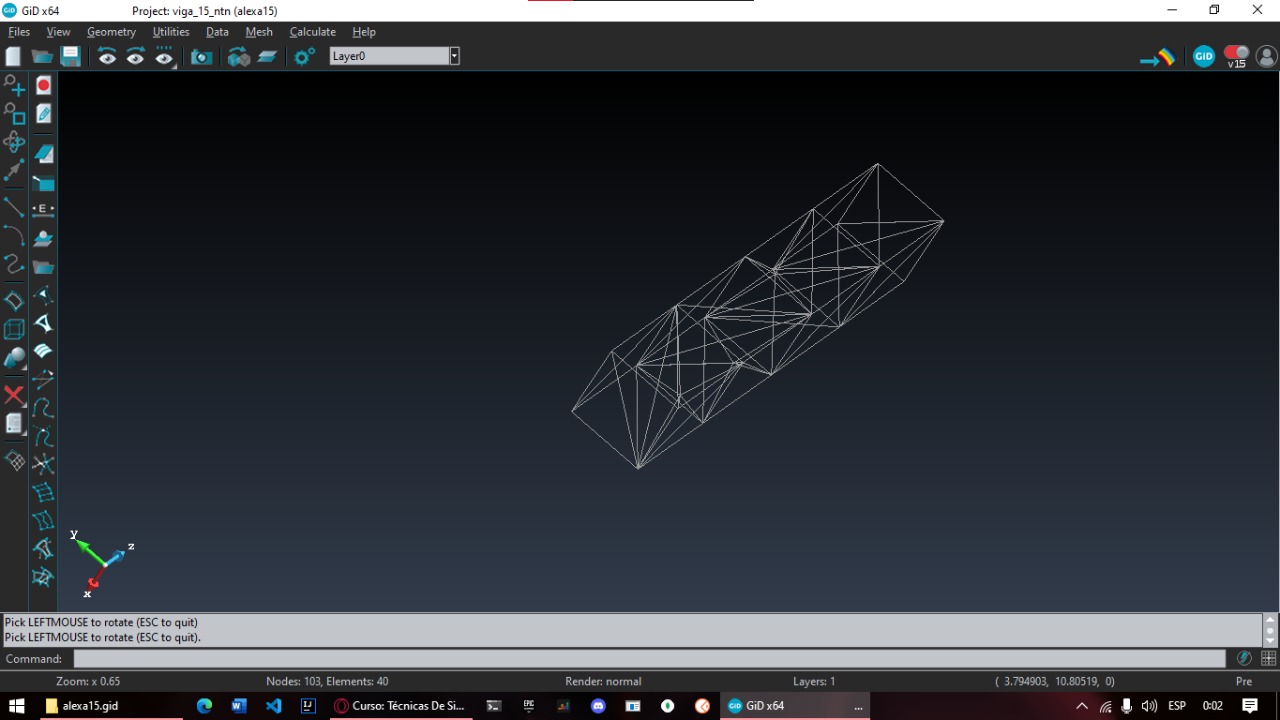 GiD x64 Project: viga_15_ntn (alexa15)
Files View Geometry Utilities Data Mesh Calculate Help
Layer0
GiD
v15
E
y
z
x
Pick LEFTMOUSE to rotate (ESC to quit)
Pick LEFTMOUSE to rotate (ESC to quit).
Command:
Zoom: x 0.65 Nodes: 103, Elements: 40 Render: normal Layers: 1 ( 3.794903, 10.80519, 0) Pre
alexa15.gid Curso: Técnicas De Si... GiD x64 ... ESP 0:02